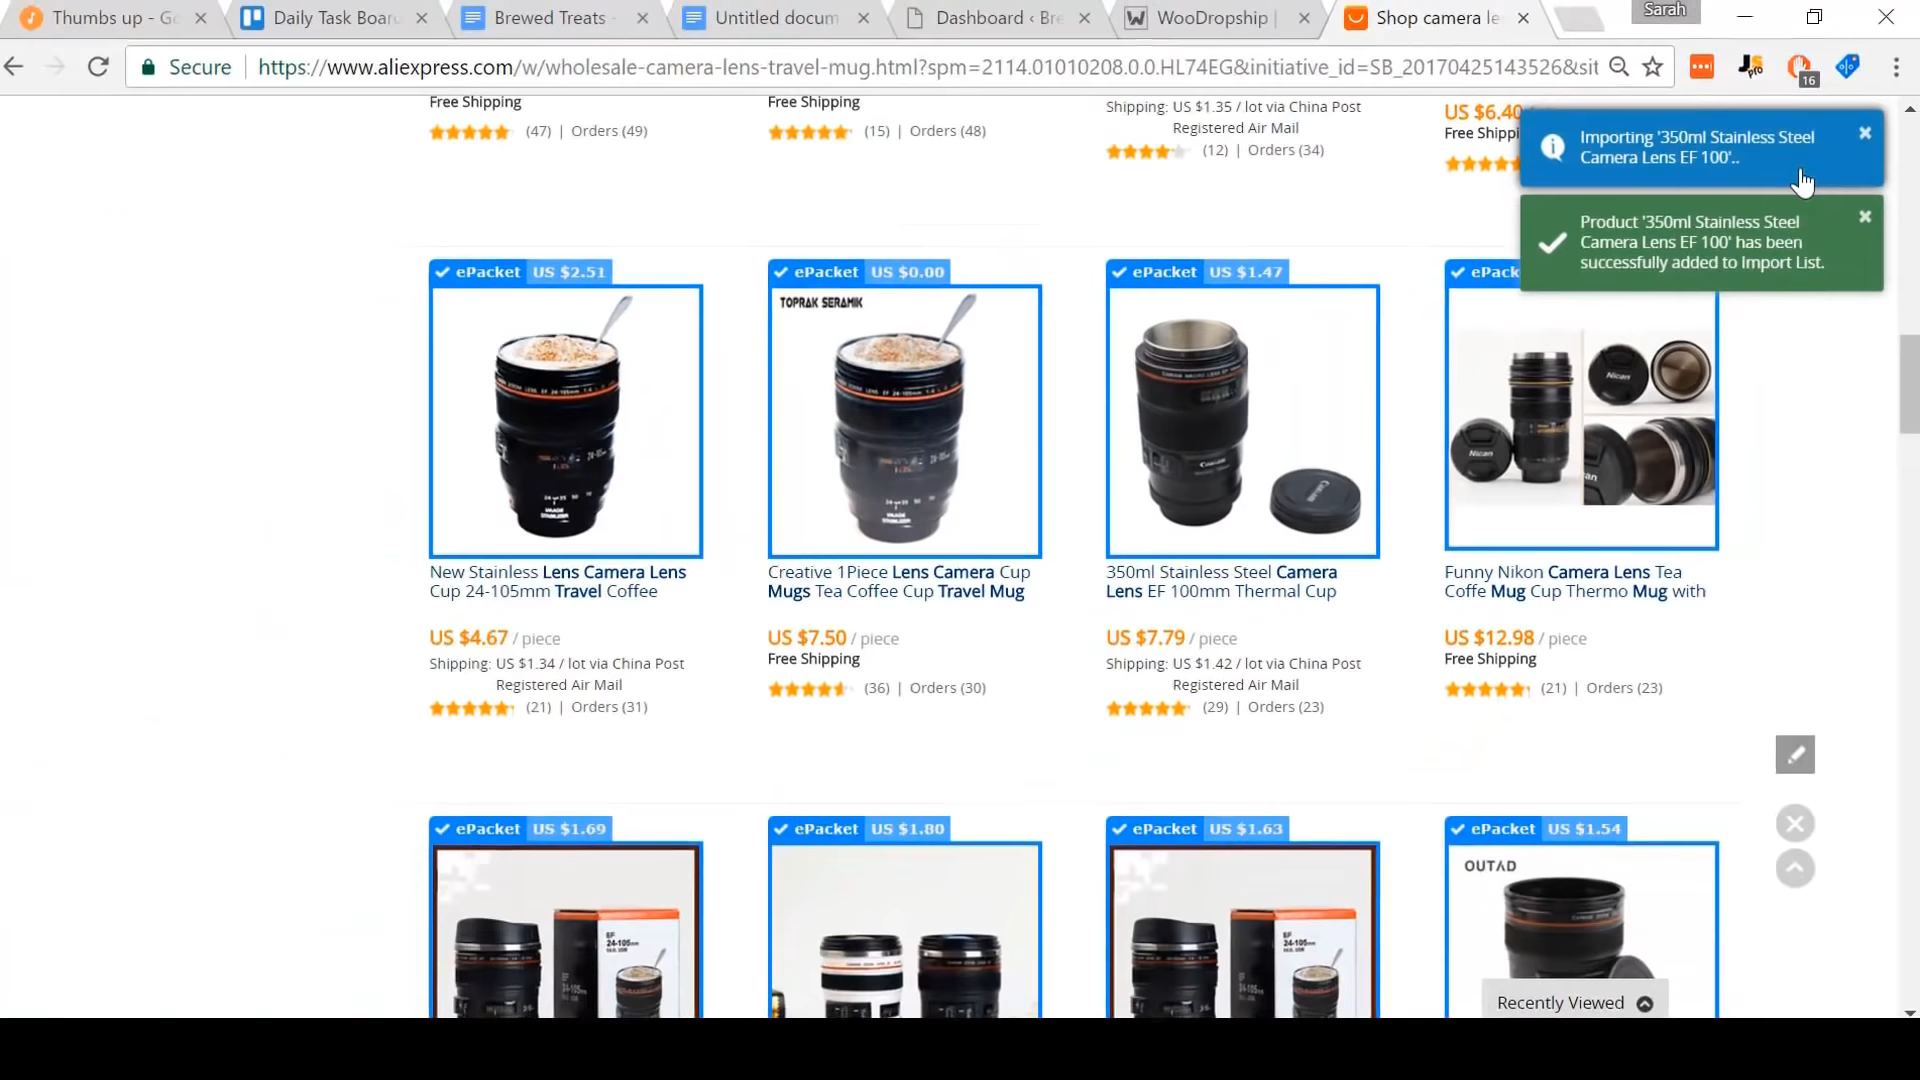 Thumbs up - Go
Daily Task Boar
Brewed Treats -
Untitled docum
Dashboard ‹ Bre
WooDropship |
Shop camera le
Sarah
Secure
https://www.aliexpress.com/w/wholesale-camera-lens-travel-mug.html?spm=2114.01010208.0.0.HL74EG&initiative_id=SB_20170425143526&sit
pro
16
Free Shipping
(47) | Orders (49)
Free Shipping
(15) | Orders (48)
Shipping: US $1.35 / lot via China Post
Registered Air Mail
(12) | Orders (34)
US $6.40
Free Shippi
Importing '350ml Stainless Steel
Camera Lens EF 100'..
Product '350ml Stainless Steel
Camera Lens EF 100' has been
successfully added to Import List.
ePacket US $2.51
New Stainless Lens Camera Lens
Cup 24-105mm Travel Coffee
US $4.67 / piece
Shipping: US $1.34 / lot via China Post
Registered Air Mail
(21) | Orders (31)
ePacket US $0.00
TOPRAK SERAMIK
Creative 1Piece Lens Camera Cup
Mugs Tea Coffee Cup Travel Mug
US $7.50 / piece
Free Shipping
(36) | Orders (30)
ePacket US $1.47
350ml Stainless Steel Camera
Lens EF 100mm Thermal Cup
US $7.79 / piece
Shipping: US $1.42 / lot via China Post
Registered Air Mail
(29) | Orders (23)
ePack
Nican
Nican
Funny Nikon Camera Lens Tea
Coffe Mug Cup Thermo Mug with
US $12.98 / piece
Free Shipping
(21) | Orders (23)
ePacket US $1.69
EF
24-105mm
ePacket US $1.80
ePacket US $1.63
EF
24-105mm
ePacket US $1.54
OUTAD
Recently Viewed